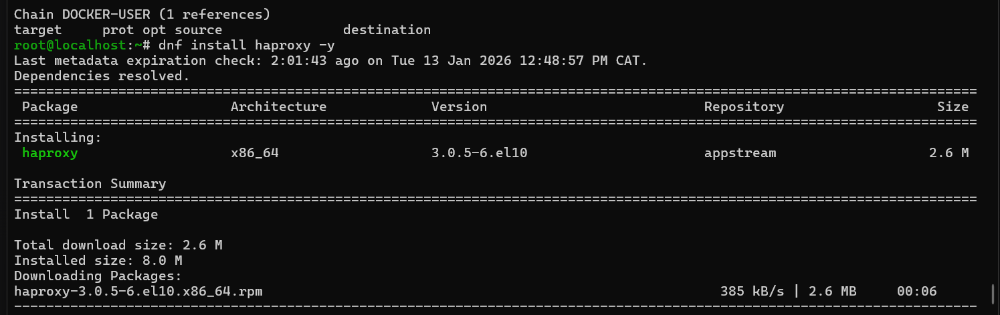 Chain DOCKER-USER (1 references)
target     prot opt source               destination
root@localhost:~# dnf install haproxy -y
Last metadata expiration check: 2:01:43 ago on Tue 13 Jan 2026 12:48:57 PM CAT.
Dependencies resolved.
========================================================================================================================
 Package                   Architecture             Version                           Repository                   Size
========================================================================================================================
Installing:
 haproxy                   x86_64                   3.0.5-6.el10                      appstream                   2.6 M
Transaction Summary
========================================================================================================================
Install  1 Package
Total download size: 2.6 M
Installed size: 8.0 M
Downloading Packages:
haproxy-3.0.5-6.el10.x86_64.rpm                                                         385 kB/s | 2.6 MB     00:06
------------------------------------------------------------------------------------------------------------------------